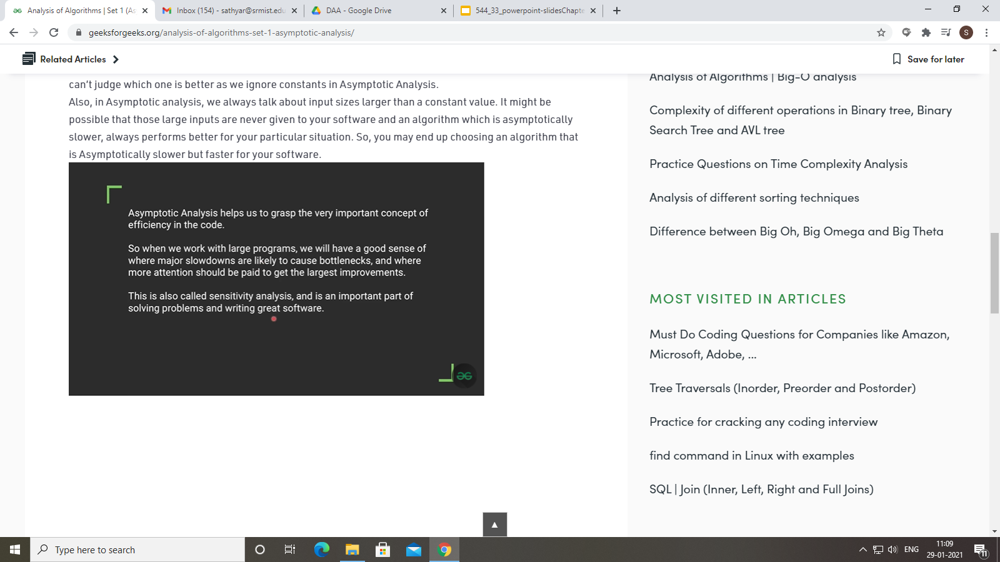 Analysis of Algorithms | Set 1 (As
Inbox (154) - sathyar@srmist.edu
DAA - Google Drive
544_33_powerpoint-slidesChapte
geeksforgeeks.org/analysis-of-algorithms-set-1-asymptotic-analysis/
S
Related Articles
Save for later
can’t judge which one is better as we ignore constants in Asymptotic Analysis.
Also, in Asymptotic analysis, we always talk about input sizes larger than a constant value. It might be
possible that those large inputs are never given to your software and an algorithm which is asymptotically
slower, always performs better for your particular situation. So, you may end up choosing an algorithm that
is Asymptotically slower but faster for your software.
Asymptotic Analysis helps us to grasp the very important concept of
efficiency in the code.
So when we work with large programs, we will have a good sense of
where major slowdowns are likely to cause bottlenecks, and where
more attention should be paid to get the largest improvements.
This is also called sensitivity analysis, and is an important part of
solving problems and writing great software.
Analysis of Algorithms | Big-O analysis
Complexity of different operations in Binary tree, Binary
Search Tree and AVL tree
Practice Questions on Time Complexity Analysis
Analysis of different sorting techniques
Difference between Big Oh, Big Omega and Big Theta
MOST VISITED IN ARTICLES
Must Do Coding Questions for Companies like Amazon,
Microsoft, Adobe, ...
Tree Traversals (Inorder, Preorder and Postorder)
Practice for cracking any coding interview
find command in Linux with examples
SQL | Join (Inner, Left, Right and Full Joins)
Type here to search
ENG
11:09
29-01-2021
11